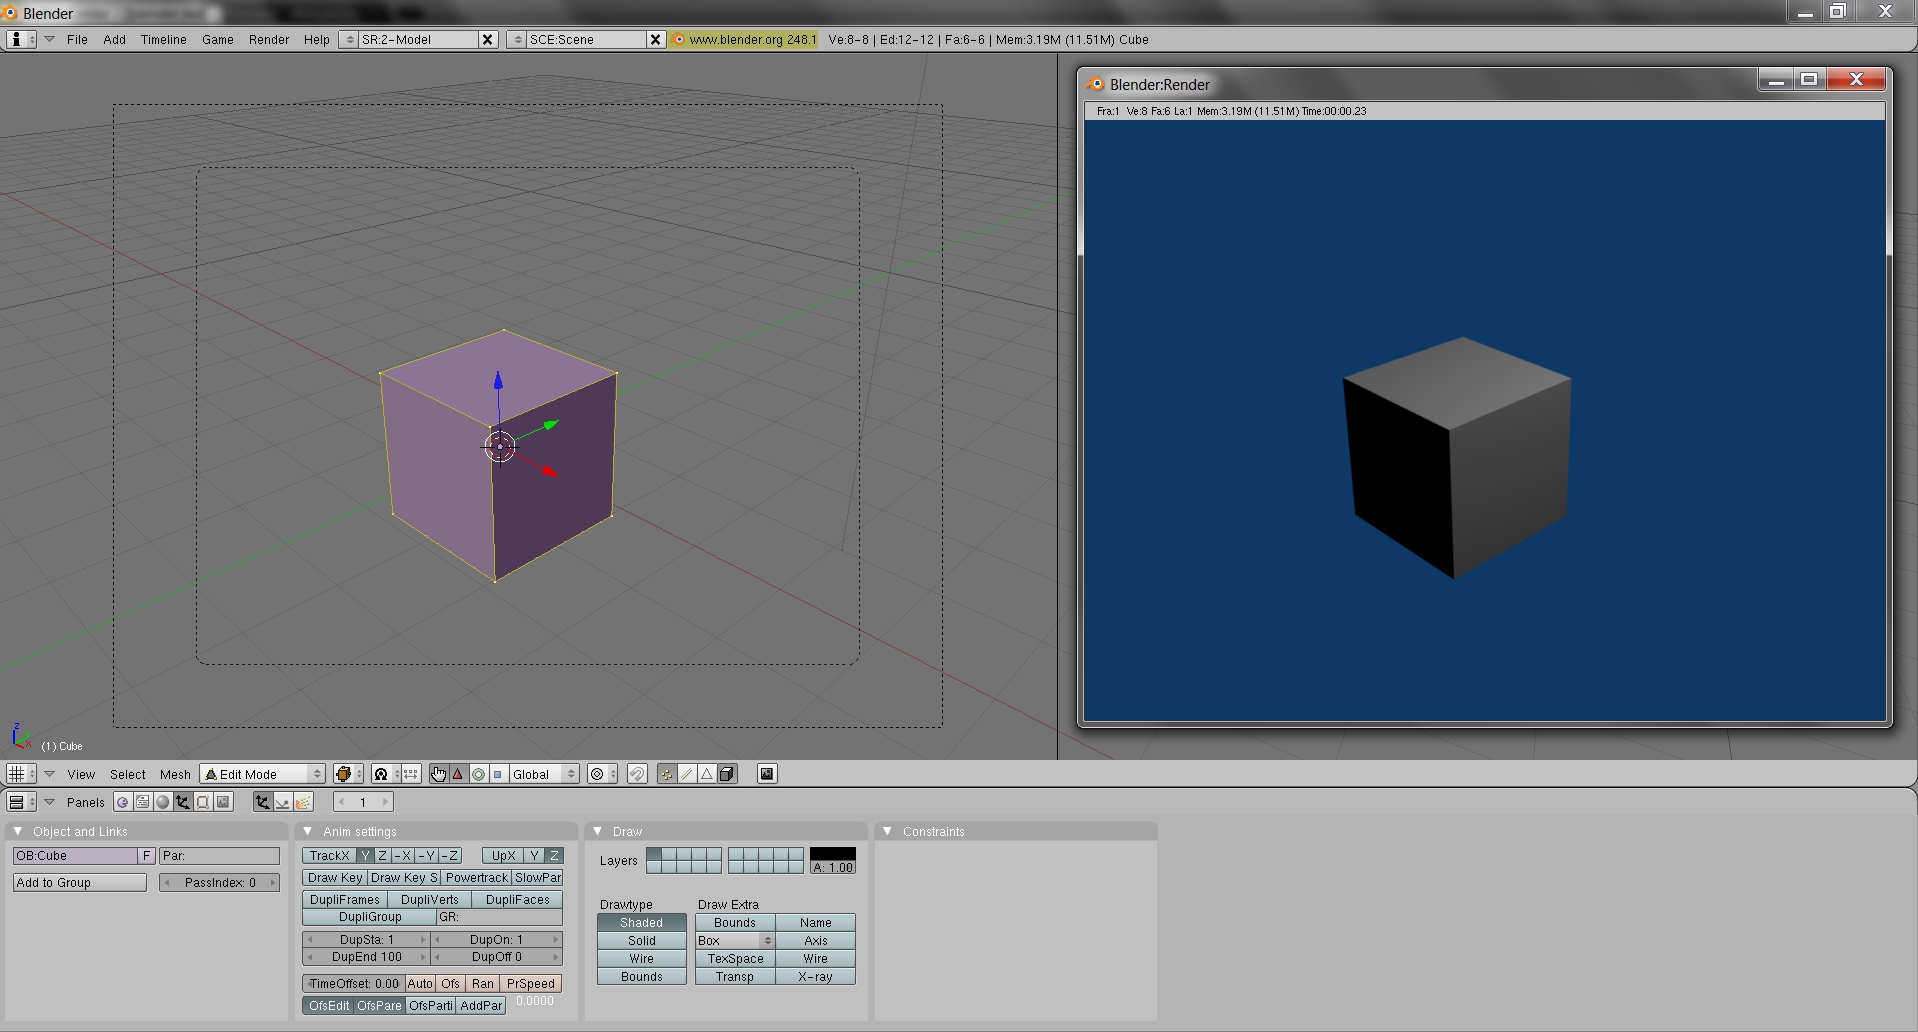 Blender
File Add Timeline Game Render Help SR:2-Model SCE:Scene www.blender.org 248.1 Ve:8-8 | Ed:12-12 | Fa:6-6 | Mem:3.19M (11.51M) Cube
Blender:Render
Fra:1 Ve:8 Fa:6 La:1 Mem:3.19M (11.51M) Time:00:00.23
z
x
(1) Cube
View Select Mesh Edit Mode Global
Panels 1
Object and Links
OB:Cube F Par:
Add to Group PassIndex: 0
Anim settings
TrackX Y Z -X -Y -Z UpX Y Z
Draw Key Draw Key S Powertrack SlowPar
DupliFrames DupliVerts DupliFaces
DupliGroup GR:
DupSta: 1 DupOn: 1
DupEnd 100 DupOff 0
TimeOffset: 0.00 Auto Ofs Ran PrSpeed
OfsEdit OfsPare OfsParti AddPar 0.0000
Draw
Layers A: 1.00
Drawtype Draw Extra
Shaded Bounds Name
Solid Box Axis
Wire TexSpace Wire
Bounds Transp X-ray
Constraints